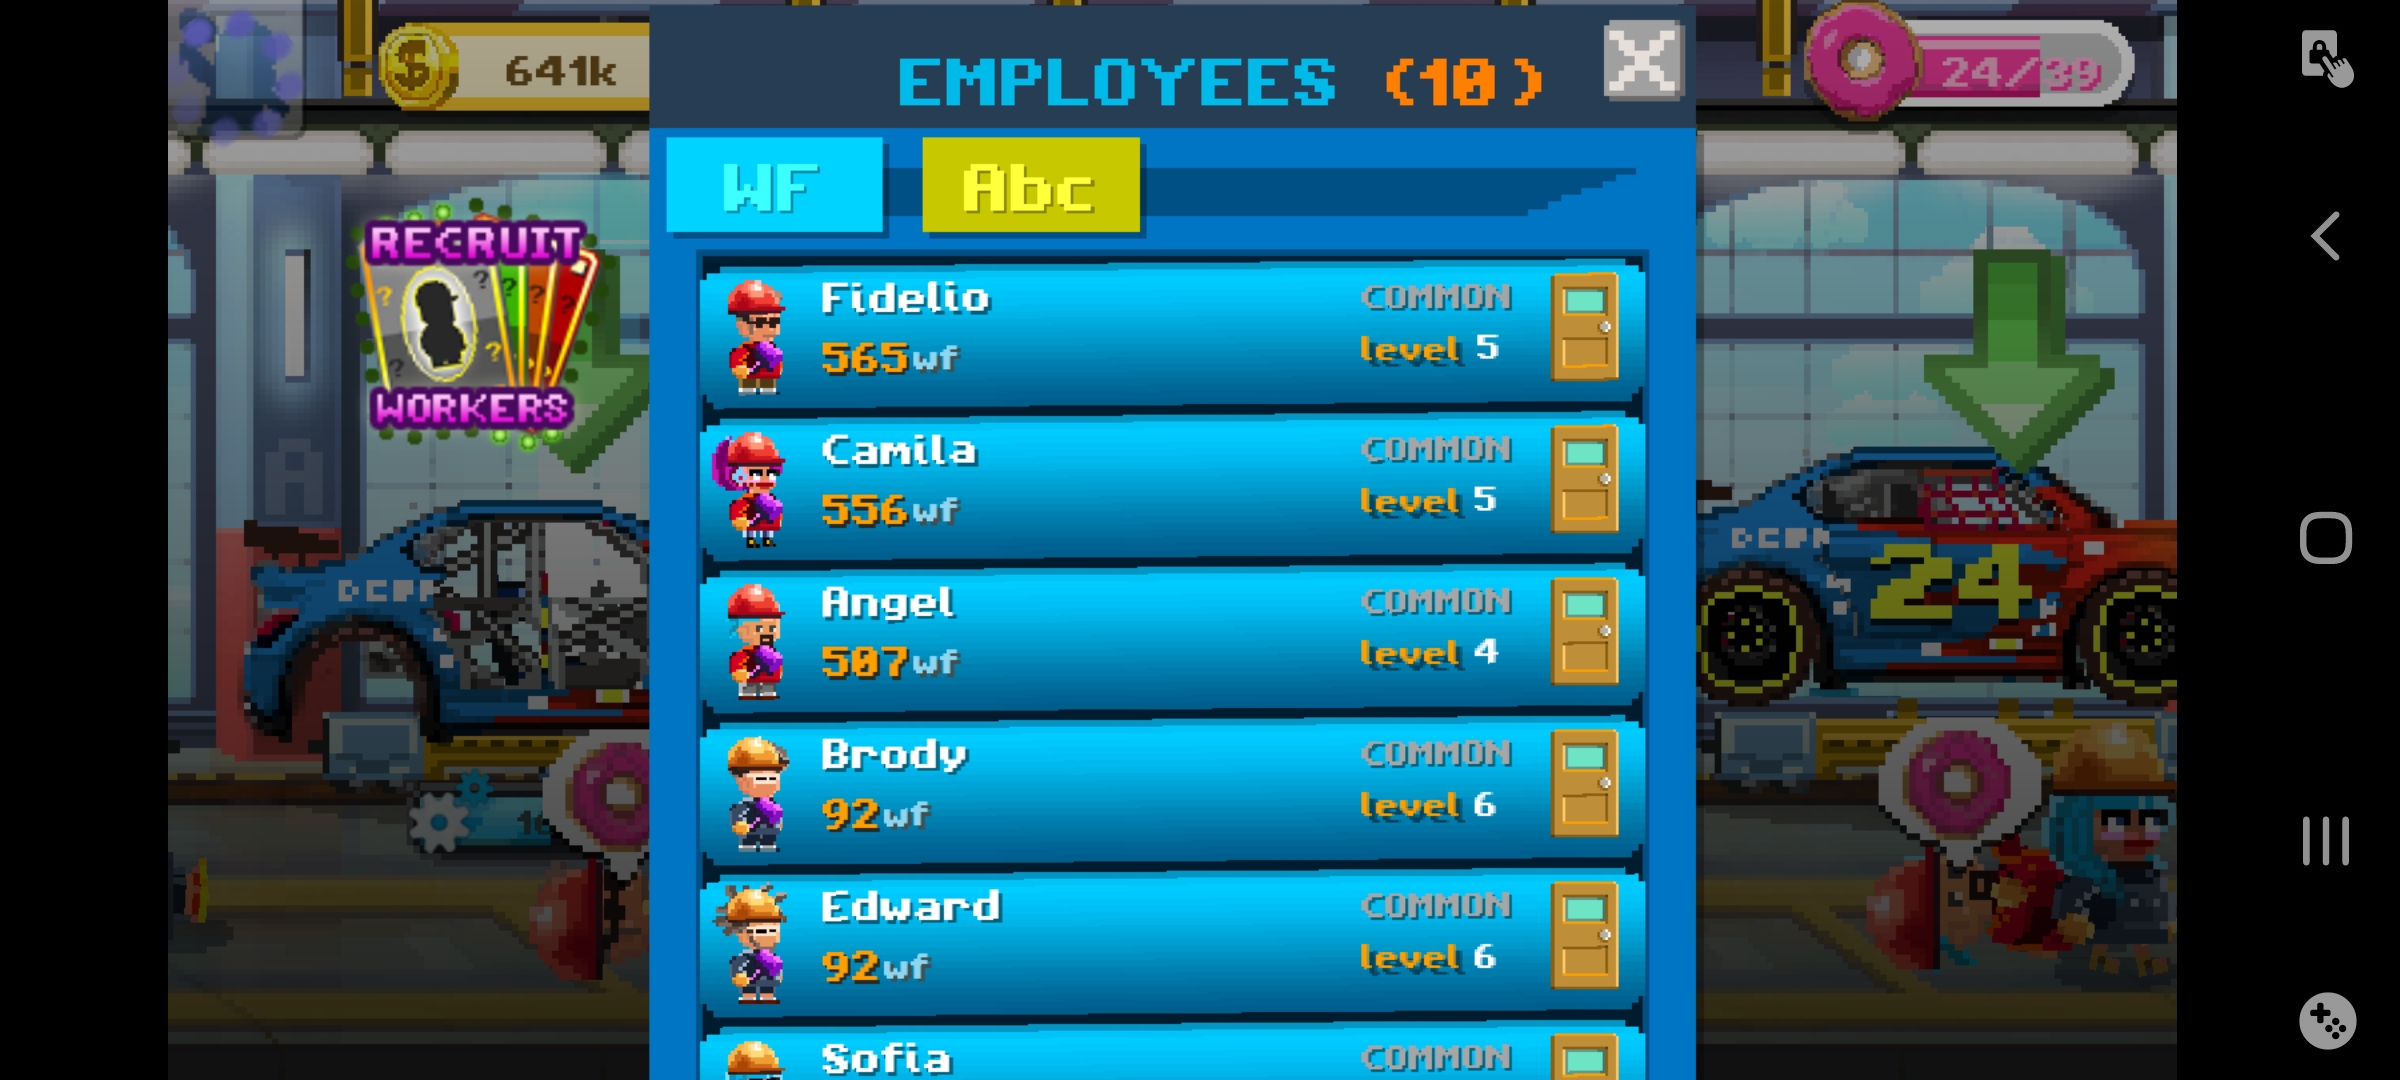 641k
EMPLOYEES (10)
24/39
WF
Abc
RECRUIT
WORKERS
Fidelio
COMMON
565wf
level 5
Camila
COMMON
556wf
level 5
Angel
COMMON
507wf
level 4
Brody
COMMON
92wf
level 6
Edward
COMMON
92wf
level 6
Sofia
COMMON
24